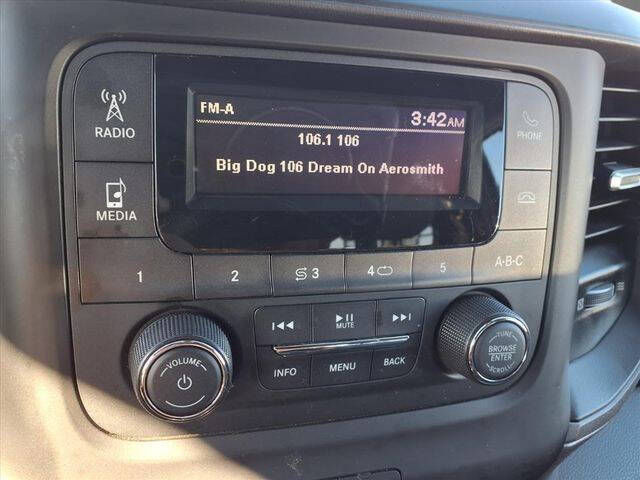 FM-A
3:42AM
106.1 106
Big Dog 106 Dream On Aerosmith
RADIO
MEDIA
PHONE
1
2
3
4
5
A-B-C
MUTE
INFO
MENU
BACK
VOLUME
TUNE
BROWSE
ENTER
SCROLL